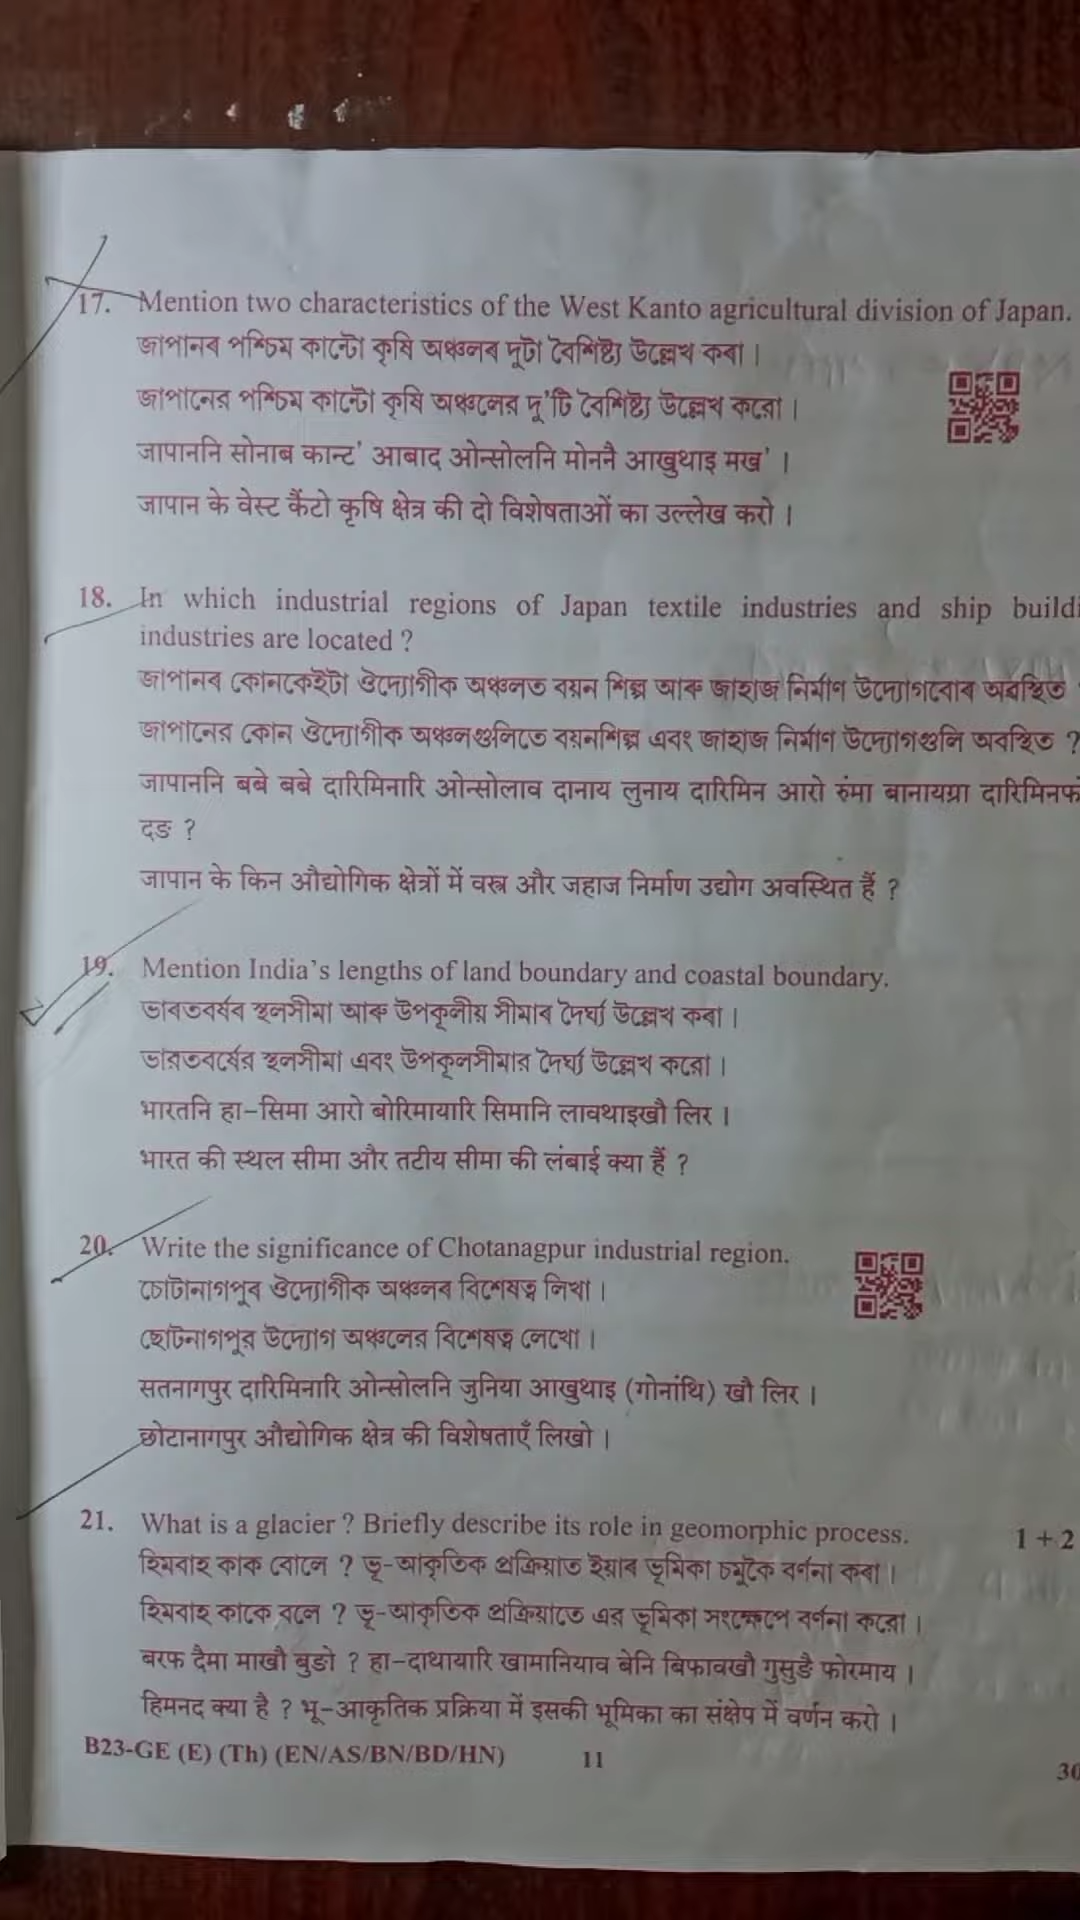 17. Mention two characteristics of the West Kanto agricultural division of Japan.
জাপানৰ পশ্চিম কান্টো কৃষি অঞ্চলৰ দুটা বৈশিষ্ট্য উল্লেখ কৰা ।
জাপানের পশ্চিম কান্টো কৃষি অঞ্চলের দু'টি বৈশিষ্ট্য উল্লেখ করো ।
जापाननि सोनाब कान्ट' आबाद ओन्सोलनि मोननै आखुथाइ मख' ।
जापान के वेस्ट कैंटो कृषि क्षेत्र की दो विशेषताओं का उल्लेख करो ।
18. In which industrial regions of Japan textile industries and ship buildi
industries are located ?
জাপানৰ কোনকেইটা ঔদ্যোগীক অঞ্চলত বয়ন শিল্প আৰু জাহাজ নিৰ্মাণ উদ্যোগবোৰ অৱস্থিত
জাপানের কোন ঔদ্যোগীক অঞ্চলগুলিতে বয়নশিল্প এবং জাহাজ নির্মাণ উদ্যোগগুলি অবস্থিত ?
जापाननि बबे बबे दारिमिनारि ओन्सोलाव दानाय लुनाय दारिमिन आरो रुंमा बानायग्रा दारिमिनफ
दङ ?
जापान के किन औद्योगिक क्षेत्रों में वस्त्र और जहाज निर्माण उद्योग अवस्थित हैं ?
19. Mention India's lengths of land boundary and coastal boundary.
ভাৰতবৰ্ষৰ স্থলসীমা আৰু উপকূলীয় সীমাৰ দৈৰ্ঘ্য উল্লেখ কৰা ।
ভারতবর্ষের স্থলসীমা এবং উপকূলসীমার দৈর্ঘ্য উল্লেখ করো ।
भारतनि हा-सिमा आरो बोरिमायारि सिमानि लावथाइखौ लिर ।
भारत की स्थल सीमा और तटीय सीमा की लंबाई क्या हैं ?
20. Write the significance of Chotanagpur industrial region.
চোটানাগপুৰ ঔদ্যোগীক অঞ্চলৰ বিশেষত্ব লিখা ।
ছোটনাগপুর উদ্যোগ অঞ্চলের বিশেষত্ব লেখো ।
सतनागपुर दारिमिनारि ओन्सोलनि जुनिया आखुथाइ (गोनांथि) खौ लिर ।
छोटानागपुर औद्योगिक क्षेत्र की विशेषताएँ लिखो ।
21. What is a glacier ? Briefly describe its role in geomorphic process. 1 + 2
হিমবাহ কাক বোলে ? ভূ-আকৃতিক প্ৰক্ৰিয়াত ইয়াৰ ভূমিকা চমুকৈ বৰ্ণনা কৰা ।
হিমবাহ কাকে বলে ? ভূ-আকৃতিক প্রক্রিয়াতে এর ভূমিকা সংক্ষেপে বর্ণনা করো ।
बरफ दैमा माखौ बुङो ? हा-दाथायारि खामानियाव बेनि बिफावखौ गुसुङै फोरमाय ।
हिमनद क्या है ? भू-आकृतिक प्रक्रिया में इसकी भूमिका का संक्षेप में वर्णन करो ।
B23-GE (E) (Th) (EN/AS/BN/BD/HN) 11 30